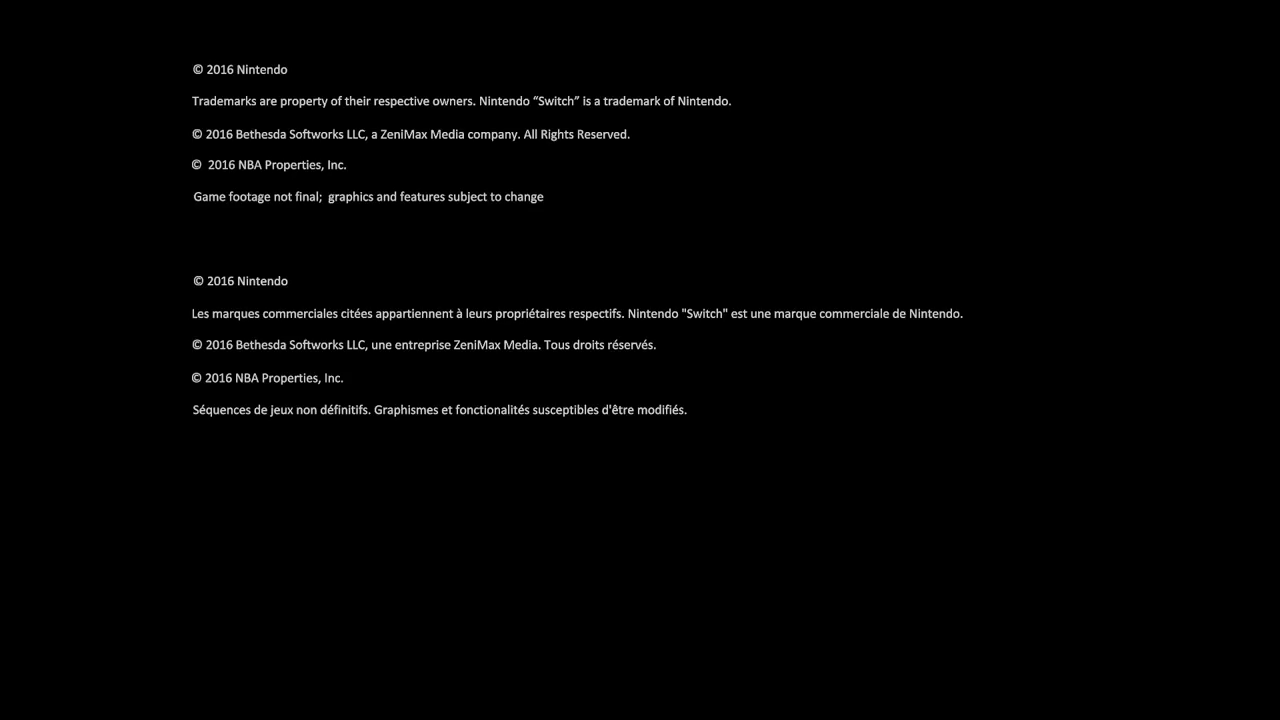 © 2016 Nintendo
Trademarks are property of their respective owners. Nintendo “Switch” is a trademark of Nintendo.
© 2016 Bethesda Softworks LLC, a ZeniMax Media company. All Rights Reserved.
© 2016 NBA Properties, Inc.
Game footage not final; graphics and features subject to change
© 2016 Nintendo
Les marques commerciales citées appartiennent à leurs propriétaires respectifs. Nintendo "Switch" est une marque commerciale de Nintendo.
© 2016 Bethesda Softworks LLC, une entreprise ZeniMax Media. Tous droits réservés.
© 2016 NBA Properties, Inc.
Séquences de jeux non définitifs. Graphismes et fonctionalités susceptibles d'être modifiés.